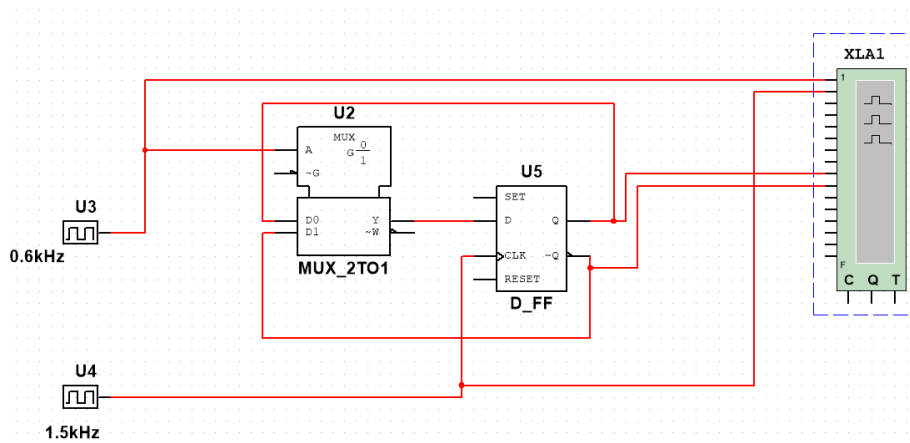 XLA1
1
U2
MUX
A
G 0
1
~G
U5
SET
U3
D0 Y
D1 ~W
D Q
0.6kHz
MUX_2TO1
CLK ~Q
F
RESET
C Q T
D_FF
U4
1.5kHz